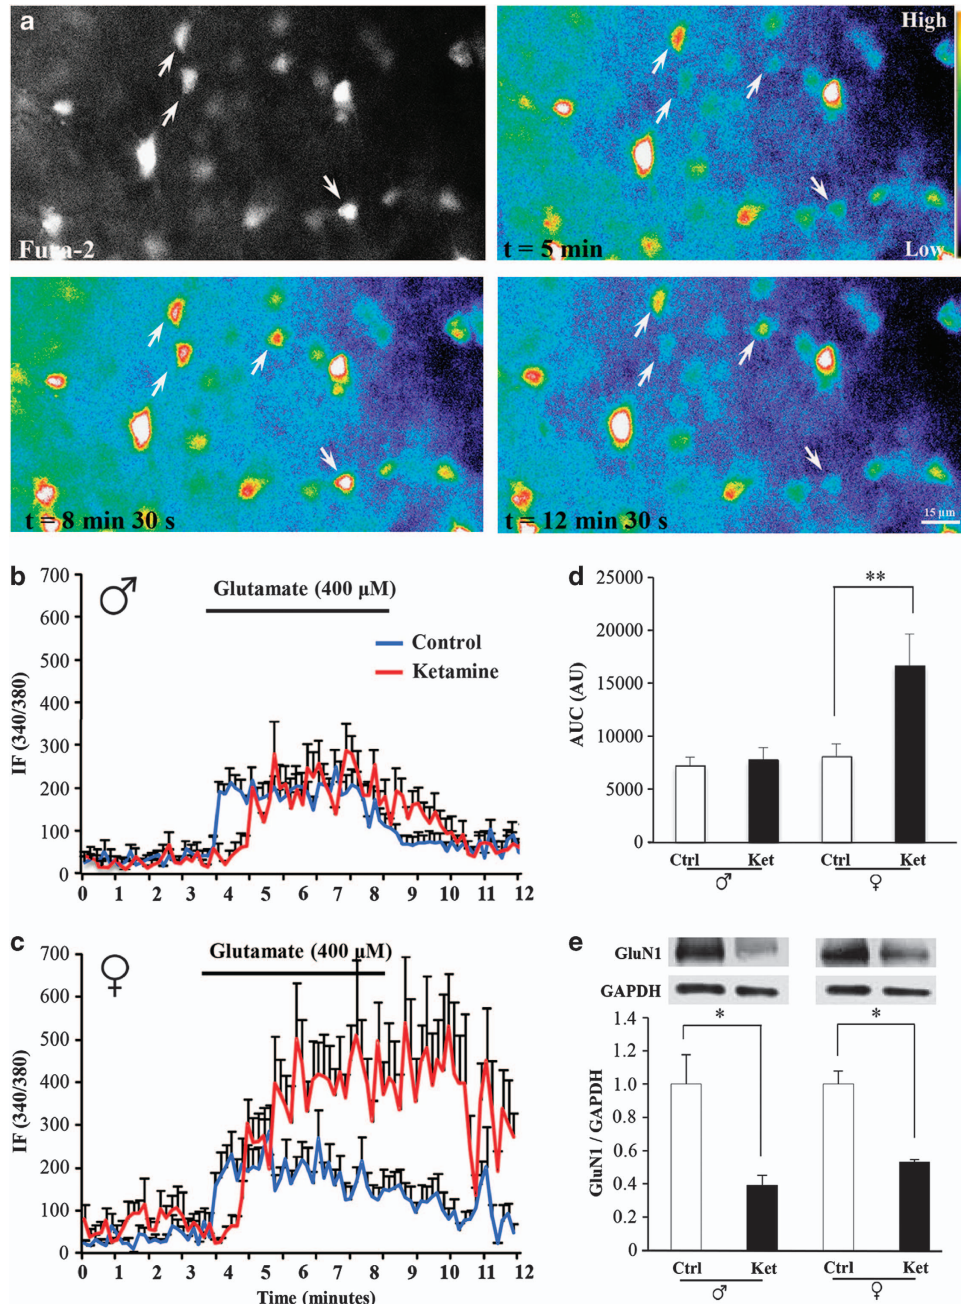 a
Fura-2
High
t = 5 min
Low
t = 8 min 30 s
t = 12 min 30 s
15 µm
b
700
♂
Glutamate (400 µM)
600
500
Control
Ketamine
400
300
200
100
0
IF (340/380)
0 1 2 3 4 5 6 7 8 9 10 11 12
c
700
♀
Glutamate (400 µM)
600
500
400
300
200
100
0
IF (340/380)
0 1 2 3 4 5 6 7 8 9 10 11 12
Time (minutes)
d
25000
**
20000
15000
10000
5000
0
AUC (AU)
Ctrl Ket Ctrl Ket
♂ ♀
e
GluN1
GAPDH
1.4
* *
1.2
1.0
0.8
0.6
0.4
0.2
0
GluN1 / GAPDH
Ctrl Ket Ctrl Ket
♂ ♀